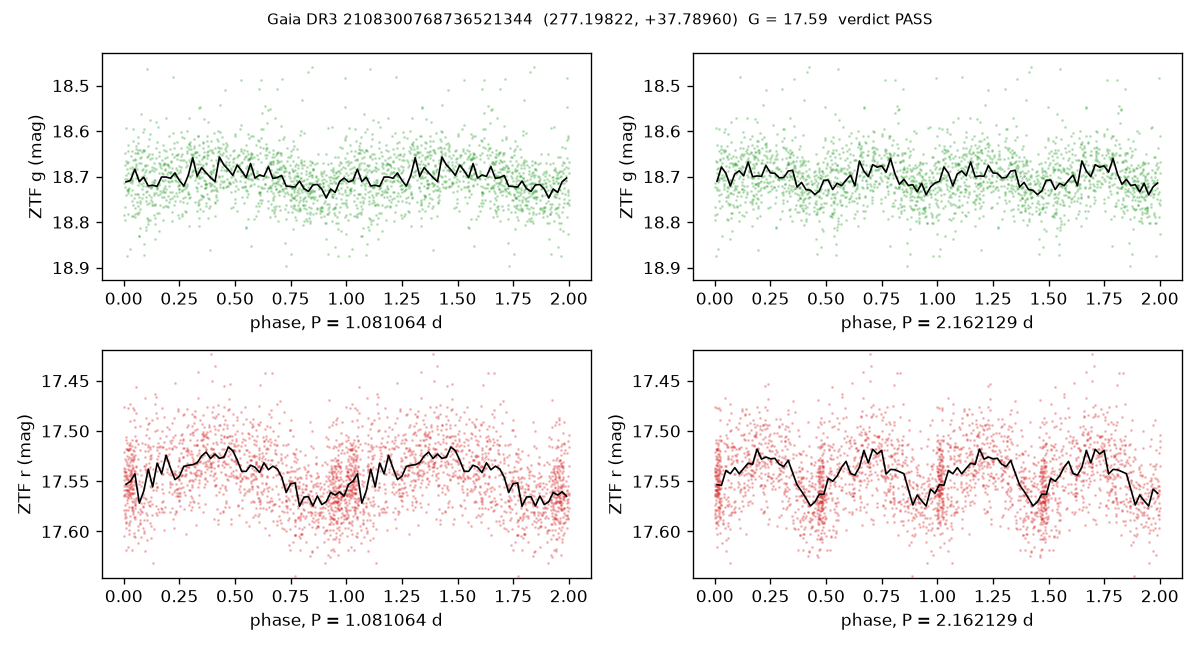 Gaia DR3 2108300768736521344  (277.19822, +37.78960)  G = 17.59  verdict PASS
ZTF g (mag)
18.5
18.6
18.7
18.8
18.9
0.00 0.25 0.50 0.75 1.00 1.25 1.50 1.75 2.00
phase, P = 1.081064 d
ZTF g (mag)
18.5
18.6
18.7
18.8
18.9
0.00 0.25 0.50 0.75 1.00 1.25 1.50 1.75 2.00
phase, P = 2.162129 d
ZTF r (mag)
17.45
17.50
17.55
17.60
0.00 0.25 0.50 0.75 1.00 1.25 1.50 1.75 2.00
phase, P = 1.081064 d
ZTF r (mag)
17.45
17.50
17.55
17.60
0.00 0.25 0.50 0.75 1.00 1.25 1.50 1.75 2.00
phase, P = 2.162129 d